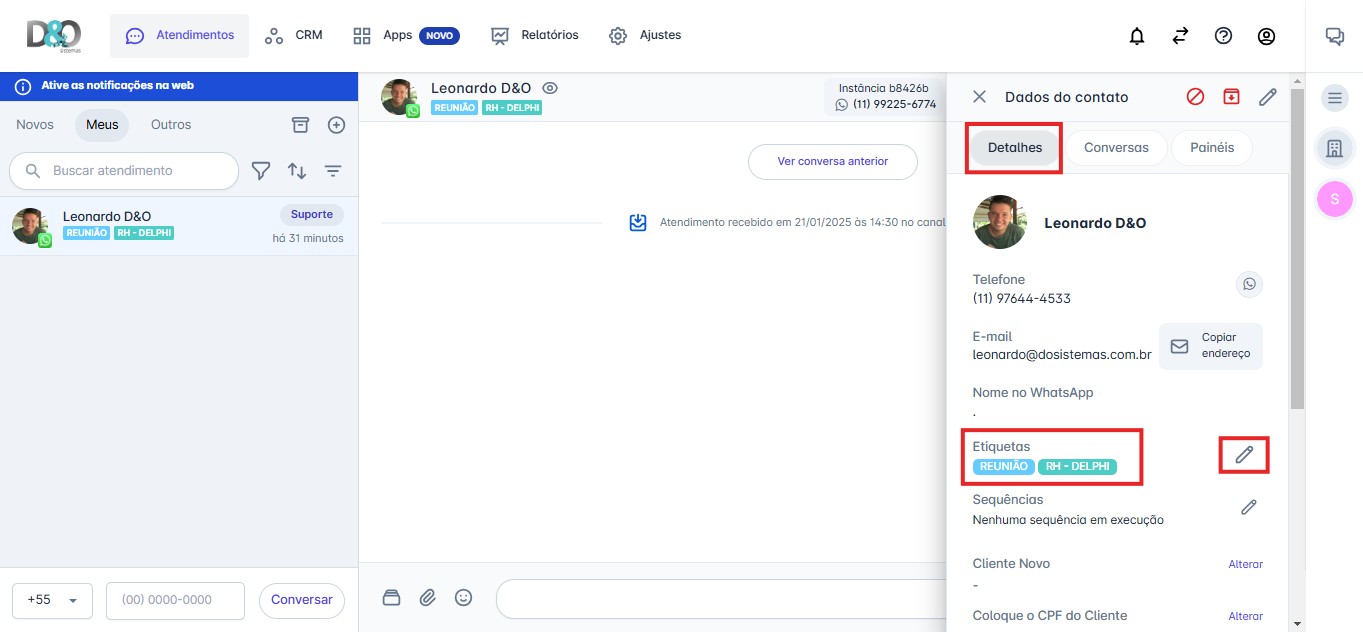 D&O
sistemas
Atendimentos
CRM
Apps NOVO
Relatórios
Ajustes
Ative as notificações na web
Novos
Meus
Outros
Buscar atendimento
Leonardo D&O
REUNIÃO RH - DELPHI
Suporte
há 31 minutos
+55
(00) 0000-0000
Conversar
Leonardo D&O
REUNIÃO RH - DELPHI
Instância b8426b
(11) 99225-6774
Ver conversa anterior
Atendimento recebido em 21/01/2025 às 14:30 no canal
Dados do contato
Detalhes
Conversas
Painéis
Leonardo D&O
Telefone
(11) 97644-4533
E-mail
leonardo@dosistemas.com.br
Copiar
endereço
Nome no WhatsApp
.
Etiquetas
REUNIÃO RH - DELPHI
Sequências
Nenhuma sequência em execução
Cliente Novo
Alterar
-
Coloque o CPF do Cliente
Alterar
S